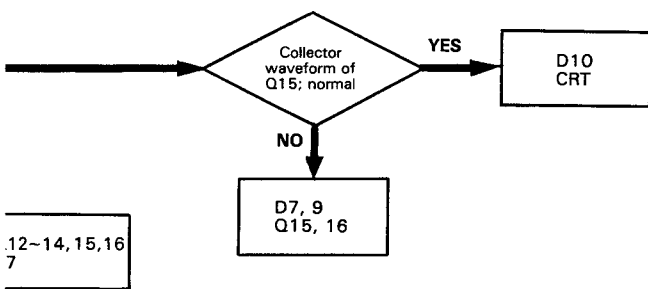 Collector
waveform of
Q15; normal
YES
D10
CRT
NO
D7, 9
Q15, 16
.12~14, 15, 16
7